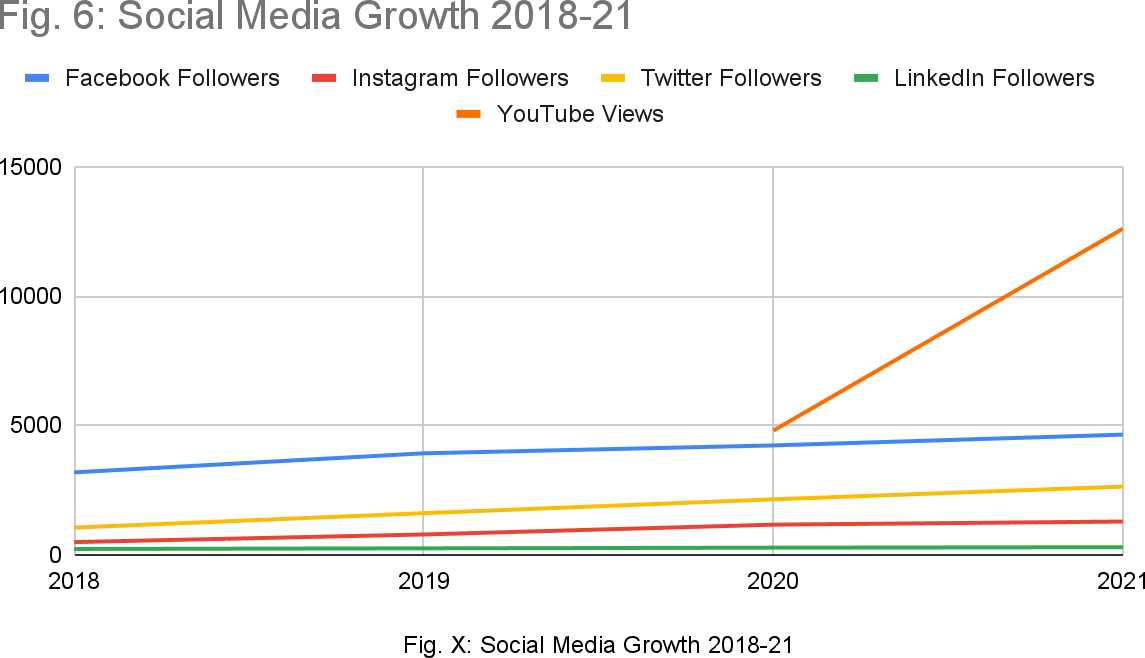 Fig. 6: Social Media Growth 2018-21
Facebook Followers Instagram Followers Twitter Followers LinkedIn Followers
YouTube Views
15000
10000
5000
0
2018 2019 2020 2021
Fig. X: Social Media Growth 2018-21